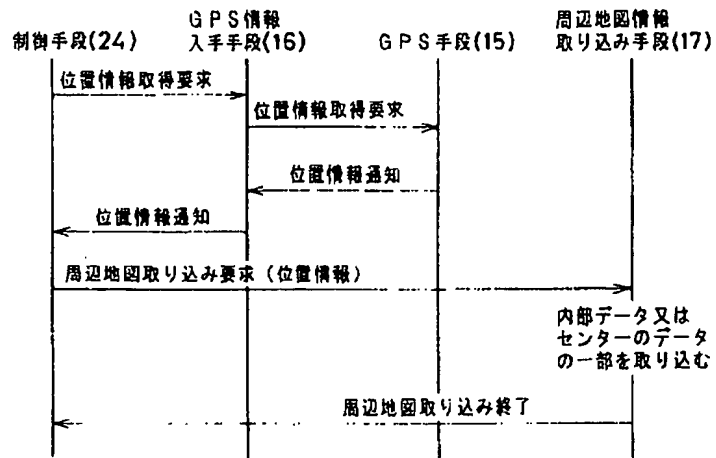 制御手段(24)
GPS情報
入手手段(16)
GPS手段(15)
周辺地図情報
取り込み手段(17)
位置情報取得要求
位置情報取得要求
位置情報通知
位置情報通知
周辺地図取り込み要求(位置情報)
内部データ又は
センターのデータ
の一部を取り込む
周辺地図取り込み終了